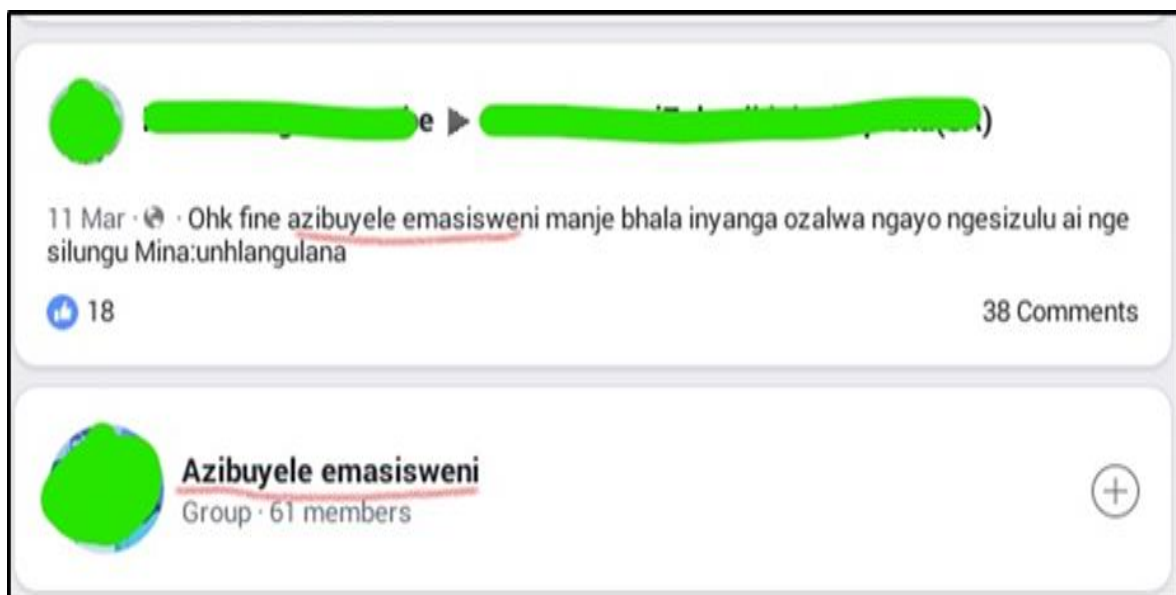 11 Mar · · Ohk fine azibuyele emasisweni manje bhala inyanga ozalwa ngayo ngesizulu ai nge
silungu Mina:unhlangulana
18 38 Comments
Azibuyele emasisweni
Group · 61 members